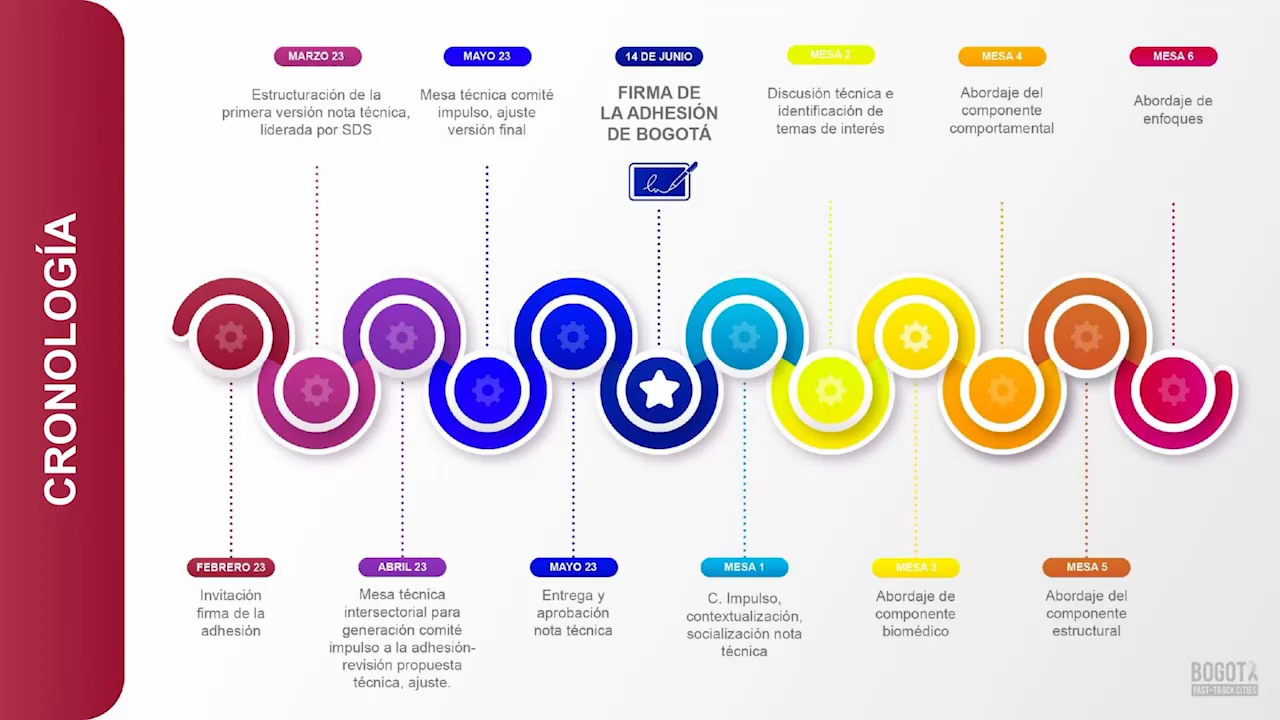 CRONOLOGÍA
MARZO 23
Estructuración de la
primera versión nota técnica,
liderada por SDS
MAYO 23
Mesa técnica comité
impulso, ajuste
versión final
14 DE JUNIO
FIRMA DE
LA ADHESIÓN
DE BOGOTÁ
MESA 2
Discusión técnica e
identificación de
temas de interés
MESA 4
Abordaje del
componente
comportamental
MESA 6
Abordaje de
enfoques
FEBRERO 23
Invitación
firma de la
adhesión
ABRIL 23
Mesa técnica
intersectorial para
generación comité
impulso a la adhesión-
revisión propuesta
técnica, ajuste.
MAYO 23
Entrega y
aprobación
nota técnica
MESA 1
C. Impulso,
contextualización,
socialización nota
técnica
MESA 3
Abordaje de
componente
biomédico
MESA 5
Abordaje del
componente
estructural
BOGOTÁ
FAST-TRACK CITIES